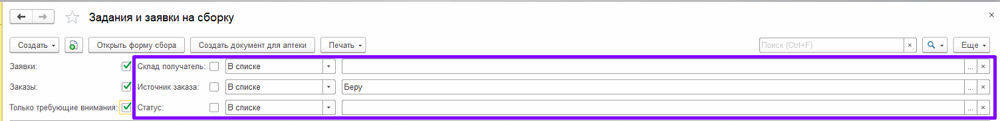 Задания и заявки на сборку
Создать Открыть форму сбора Создать документ для аптеки Печать Поиск (Ctrl+F) Еще
Заявки: Склад получатель: В списке ...
Заказы: Источник заказа: В списке Беру ...
Только требующие внимания: Статус: В списке ...